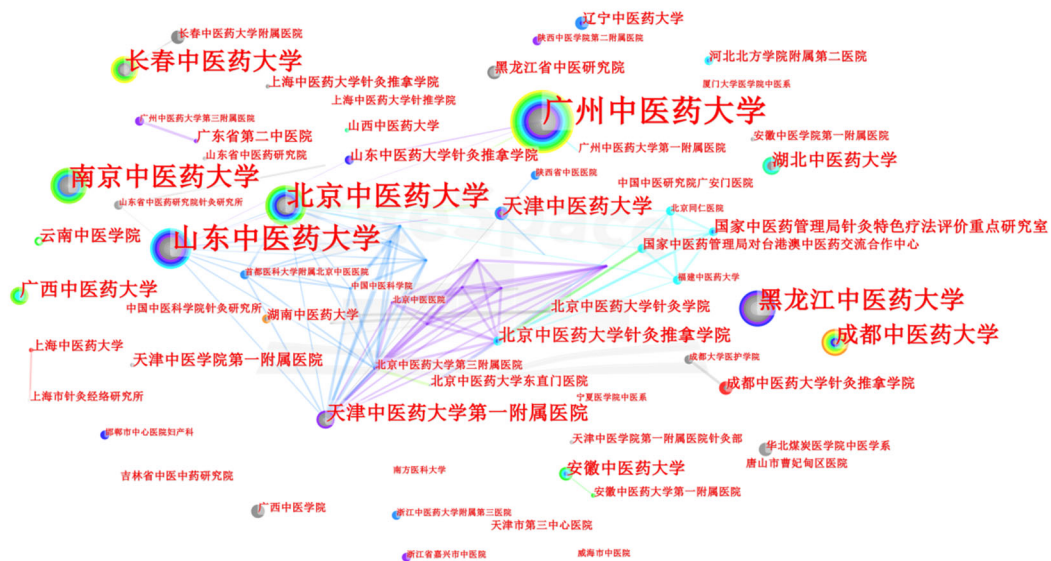 长春中医药大学附属医院
辽宁中医药大学
陕西中医学院第二附属医院
长春中医药大学
河北北方学院附属第二医院
黑龙江省中医研究院
上海中医药大学针灸推拿学院
厦门大学医学院中医系
上海中医药大学针推学院
广州中医药大学
广州中医药大学第三附属医院
山西中医药大学
广东省第二中医院
安徽中医学院第一附属医院
广州中医药大学第一附属医院
山东省中医药研究院
山东中医药大学针灸推拿学院
湖北中医药大学
南京中医药大学
陕西省中医医院
中国中医研究院广安门医院
北京中医药大学
山东省中医药研究院针灸研究所
天津中医药大学
北京同仁医院
国家中医药管理局针灸特色疗法评价重点研究室
云南中医学院
山东中医药大学
国家中医药管理局对台港澳中医药交流合作中心
首都医科大学附属北京中医医院
福建中医药大学
广西中医药大学
中国中医科学院
黑龙江中医药大学
北京中医医院
中国中医科学院针灸研究所
北京中医药大学针灸学院
湖南中医药大学
北京中医药大学针灸推拿学院
成都中医药大学
上海中医药大学
天津中医学院第一附属医院
成都大学医护学院
北京中医药大学第三附属医院
北京中医药大学东直门医院
成都中医药大学针灸推拿学院
上海市针灸经络研究所
宁夏医学院中医系
天津中医药大学第一附属医院
邯郸市中心医院妇产科
天津中医学院第一附属医院针灸部
华北煤炭医学院中医学系
唐山市曹妃甸区医院
安徽中医药大学
南方医科大学
吉林省中医中药研究院
安徽中医药大学第一附属医院
广西中医学院
浙江中医药大学附属第三医院
天津市第三中心医院
浙江省嘉兴市中医院
威海市中医院